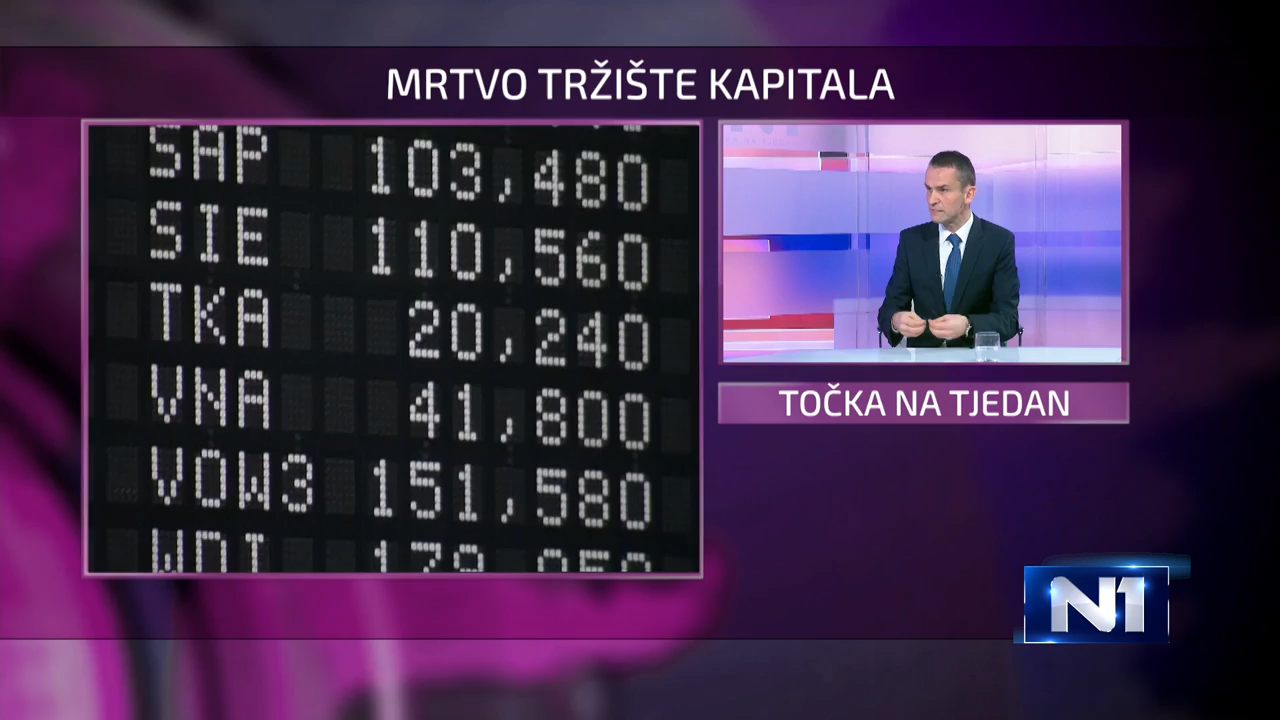 MRTVO TRŽIŠTE KAPITALA
SAP 103,480
SIE 110,560
TKA 20,240
VNA 41,800
VOW3 151,580
TOČKA NA TJEDAN
N1